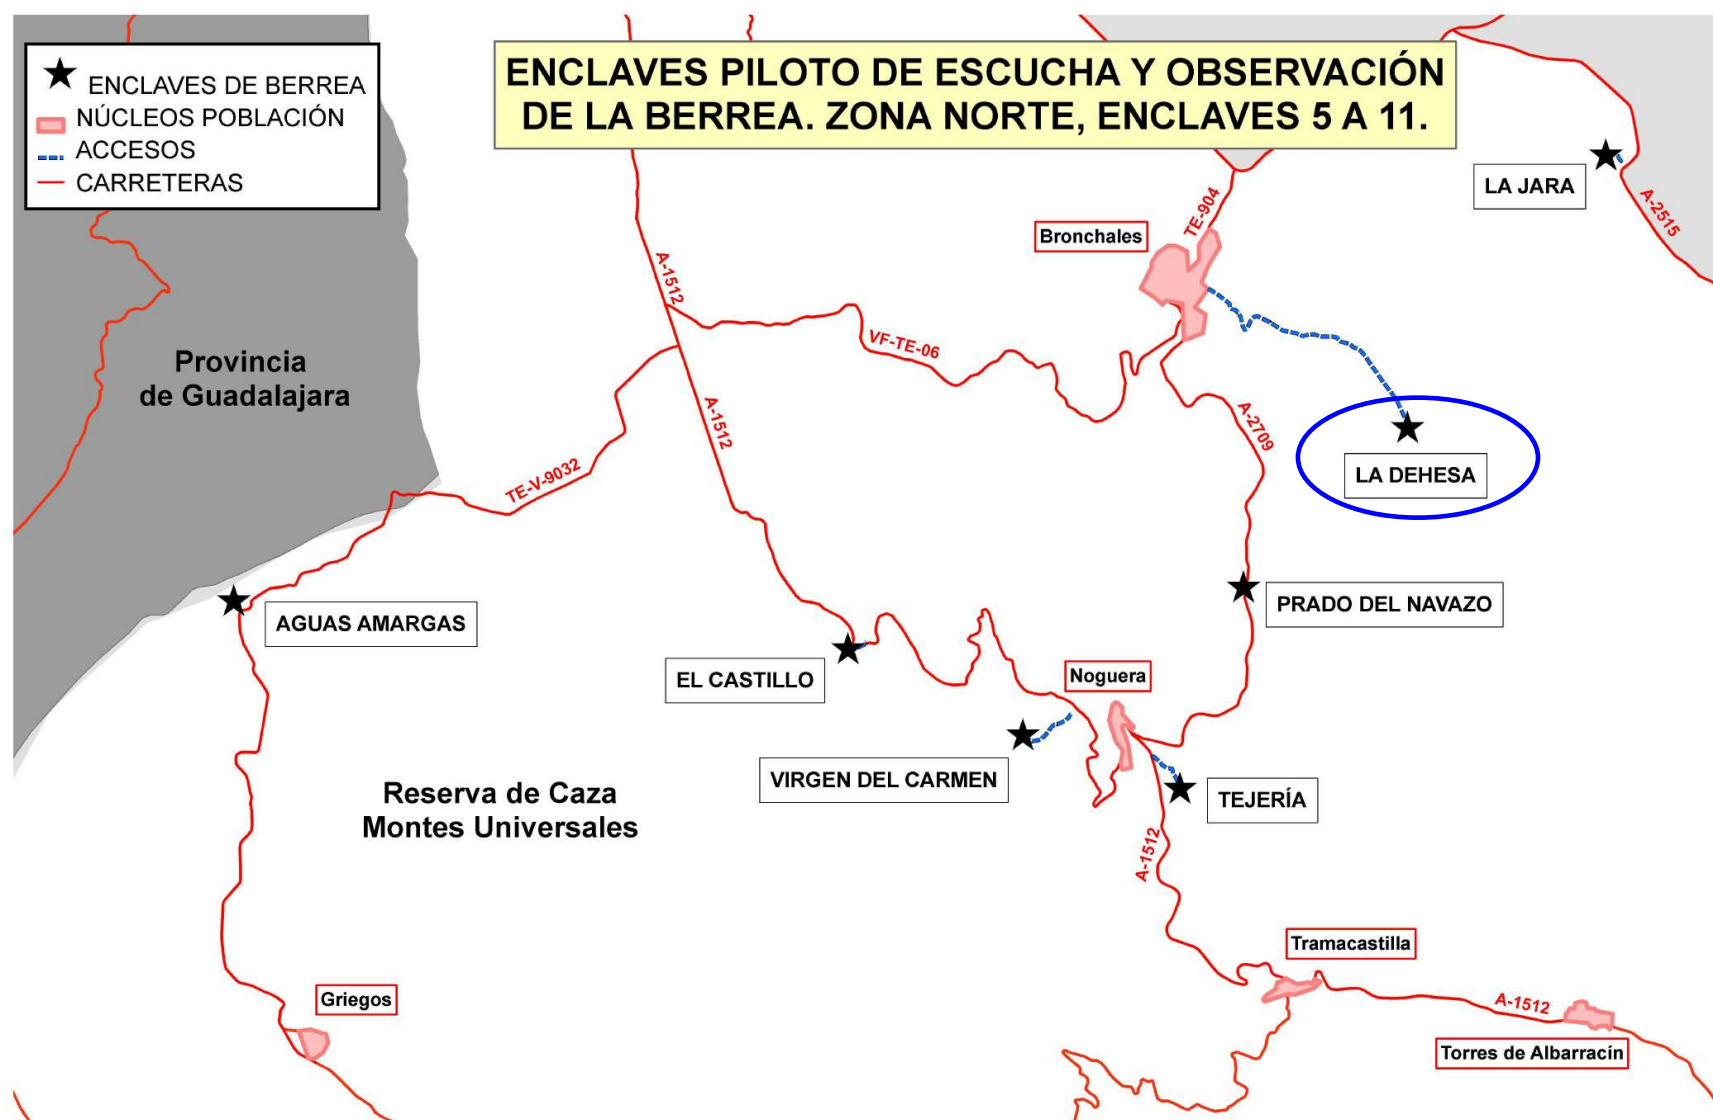 ENCLAVES DE BERREA
NÚCLEOS POBLACIÓN
ACCESOS
CARRETERAS
ENCLAVES PILOTO DE ESCUCHA Y OBSERVACIÓN
DE LA BERREA. ZONA NORTE, ENCLAVES 5 A 11.
LA JARA
TE-904
A-2515
Bronchales
A-1512
VF-TE-06
Provincia
de Guadalajara
A-1512
A-2709
TE-V-9032
LA DEHESA
PRADO DEL NAVAZO
AGUAS AMARGAS
EL CASTILLO
Noguera
VIRGEN DEL CARMEN
TEJERÍA
Reserva de Caza
Montes Universales
A-1512
Tramacastilla
Griegos
A-1512
Torres de Albarracín